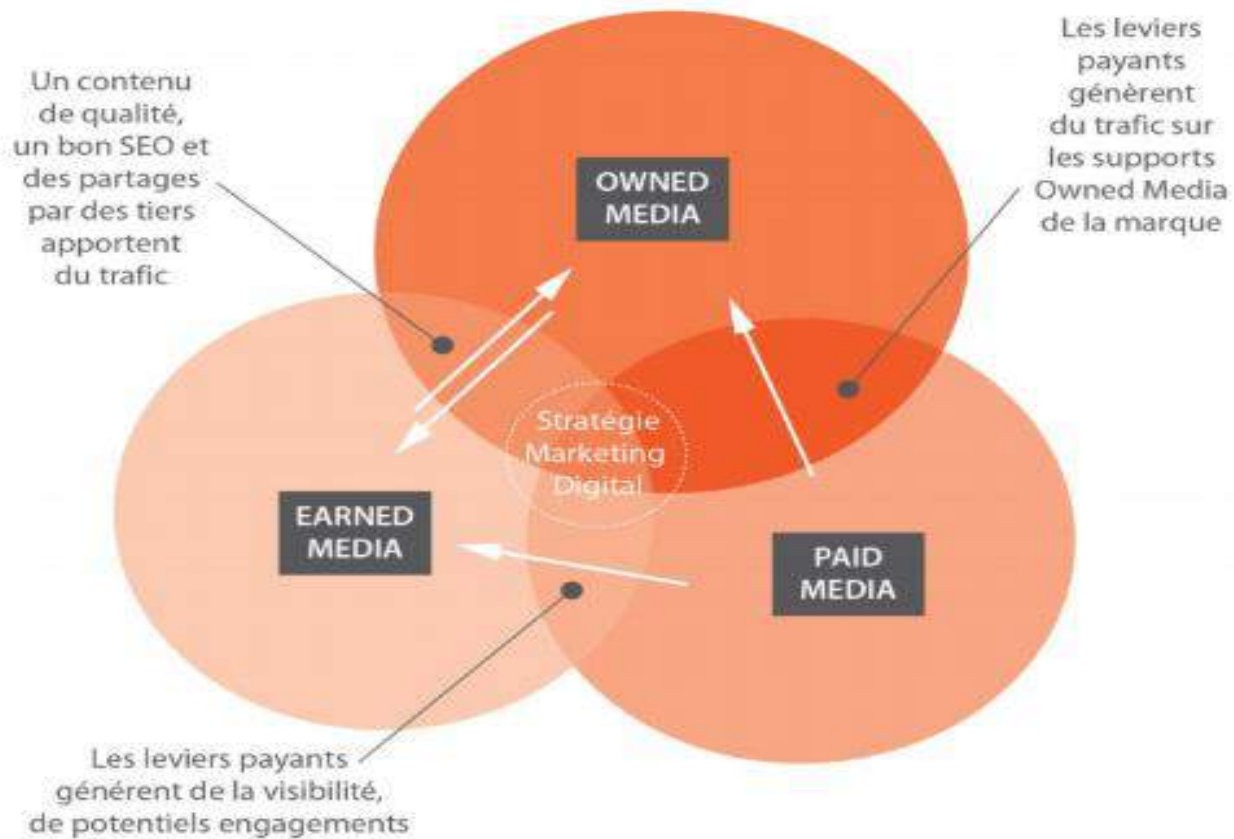 Un contenu
de qualité,
un bon SEO et
des partages
par des tiers
apportent
du trafic
Les leviers
payants
génèrent
du trafic sur
les supports
Owned Media
de la marque
OWNED
MEDIA
Stratégie
Marketing
Digital
EARNED
MEDIA
PAID
MEDIA
Les leviers payants
générent de la visibilité,
de potentiels engagements